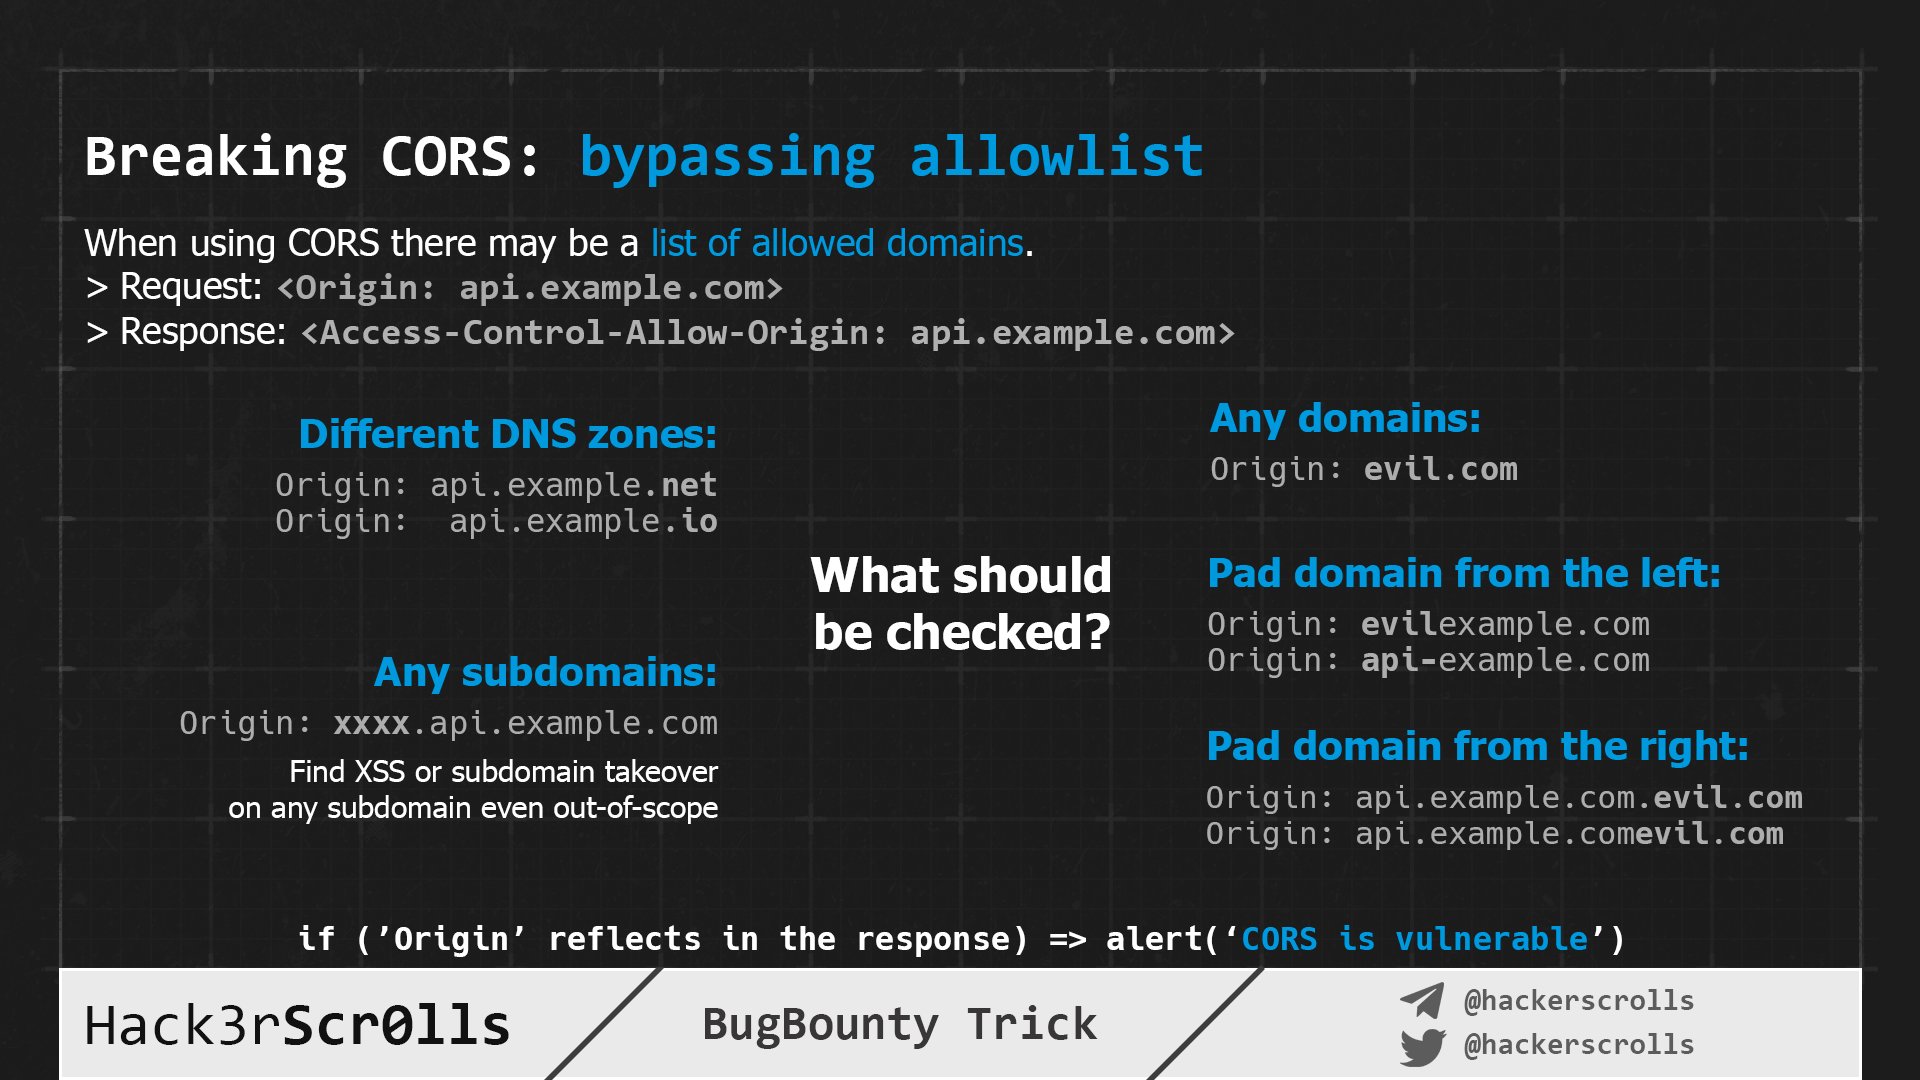 Breaking CORS: bypassing allowlist
When using CORS there may be a list of allowed domains.
> Request: <Origin: api.example.com>
> Response: <Access-Control-Allow-Origin: api.example.com>
Different DNS zones:
Origin: api.example.net
Origin: api.example.io
Any subdomains:
Origin: xxxx.api.example.com
Find XSS or subdomain takeover
on any subdomain even out-of-scope
What should
be checked?
Any domains:
Origin: evil.com
Pad domain from the left:
Origin: evilexample.com
Origin: api-example.com
Pad domain from the right:
Origin: api.example.com.evil.com
Origin: api.example.comevil.com
if (’Origin’ reflects in the response) => alert(‘CORS is vulnerable’)
Hack3rScr0lls
BugBounty Trick
@hackerscrolls
@hackerscrolls